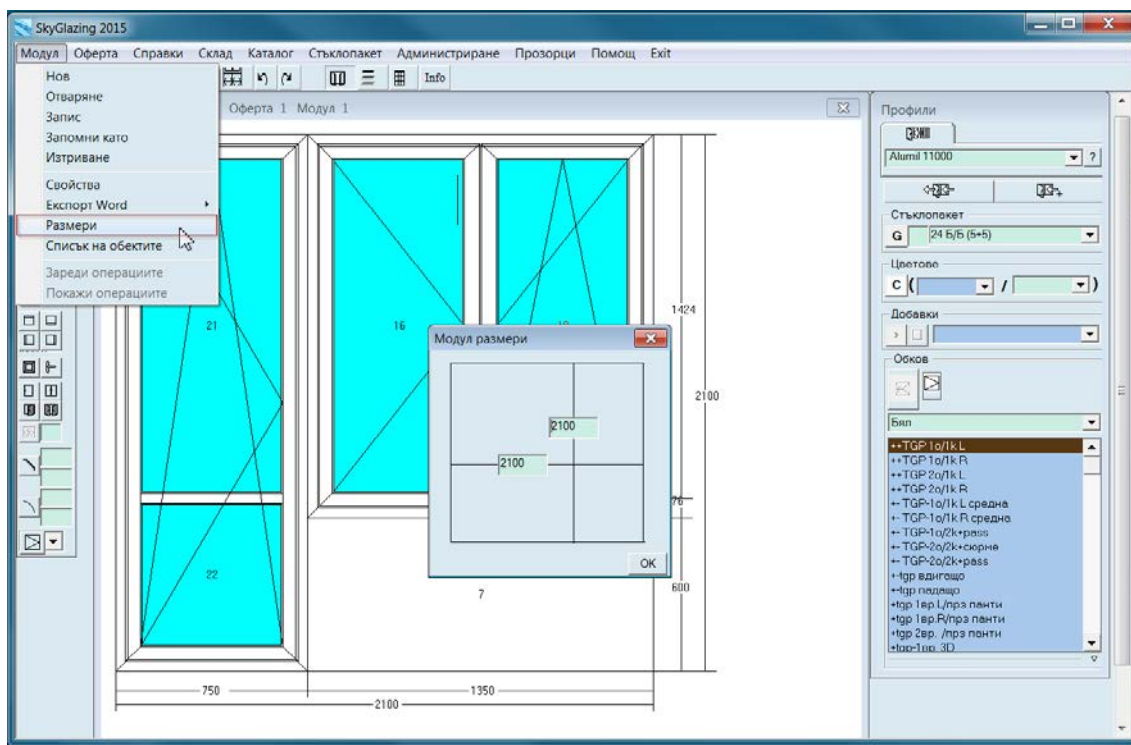 SkyGlazing 2015
Модул Оферта Справки Склад Каталог Стъклопакет Администриране Прозорци Помощ Exit
Info
Нов
Отваряне
Запис
Запомни като
Изтриване
Свойства
Експорт Word
Размери
Списък на обектите
Зареди операциите
Покажи операциите
Оферта 1 Модул 1
21
16
22
7
1424
2100
76
600
750
1350
2100
Модул размери
2100
2100
OK
Профили
Alumil 11000
?
Стъклопакет
G 24 Б/Б (5+5)
Цветове
C ( / )
Добавки
Обков
Бял
++TGP 1o/1k L
++TGP 1o/1k R
++TGP 2o/1k L
++TGP 2o/1k R
+-TGP-1o/1k L средна
+-TGP-1o/1k R средна
+-TGP-1o/2k+pass
+-TGP-2o/2k+сюрме
+-TGP-2o/2k+pass
+-tgp вдигащо
+-tgp падащо
+tgp 1вр.L/прз панти
+tgp 1вр.R/прз панти
+tgp 2вр. /прз панти
+tgp-1пр. 3D